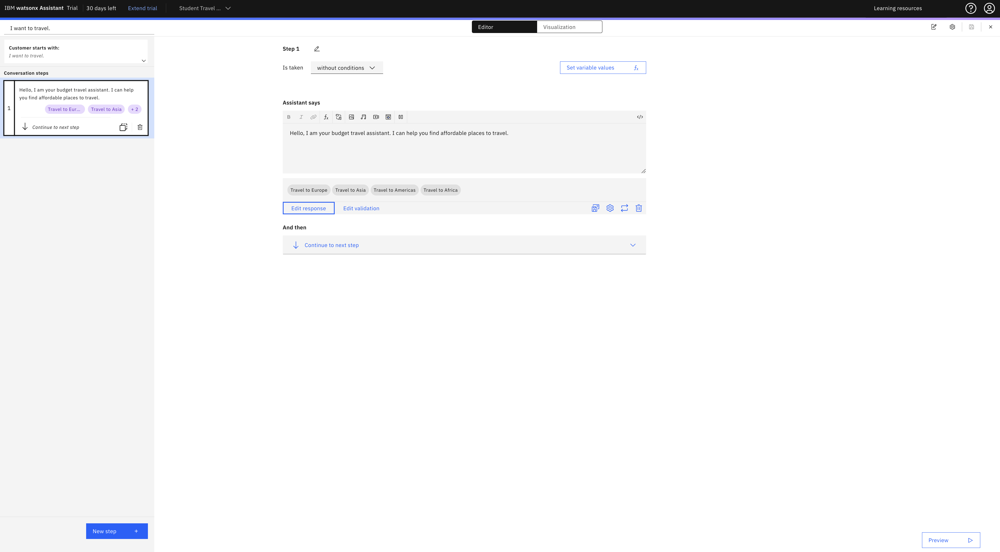 IBM watsonx Assistant Trial 30 days left Extend trial Student Travel ... Learning resources
I want to travel.
Editor Visualization
Customer starts with:
I want to travel.
Conversation steps
1
Hello, I am your budget travel assistant. I can help
you find affordable places to travel.
Travel to Eur... Travel to Asia + 2
Continue to next step
New step +
Step 1
Is taken without conditions Set variable values fx
Assistant says
B I fx </>
Hello, I am your budget travel assistant. I can help you find affordable places to travel.
Travel to Europe Travel to Asia Travel to Americas Travel to Africa
Edit response Edit validation
And then
Continue to next step
Preview